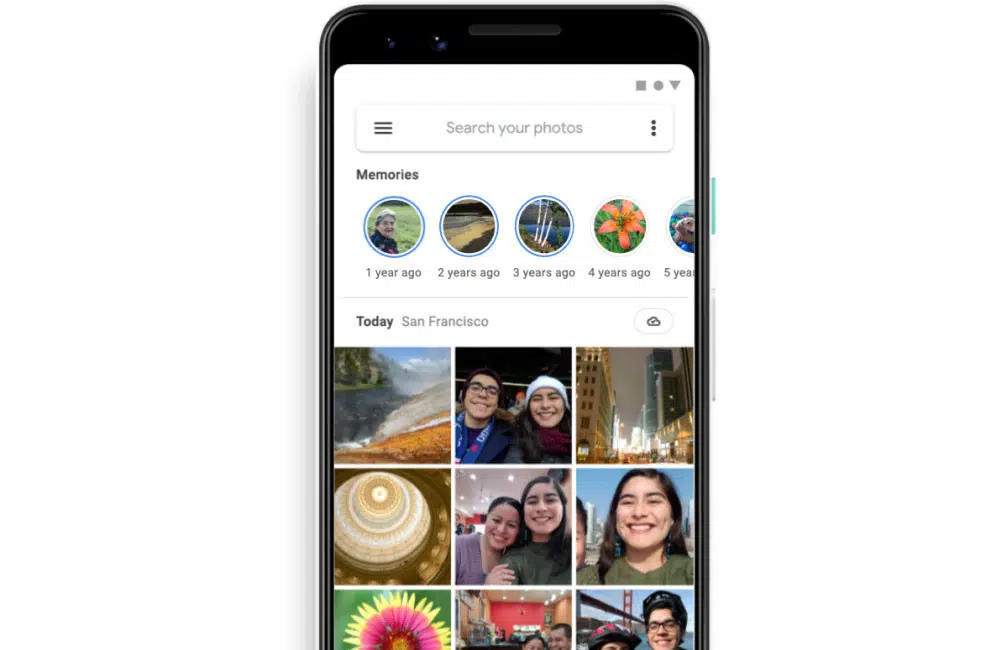 Search your photos
Memories
1 year ago 2 years ago 3 years ago 4 years ago 5 yea
Today San Francisco